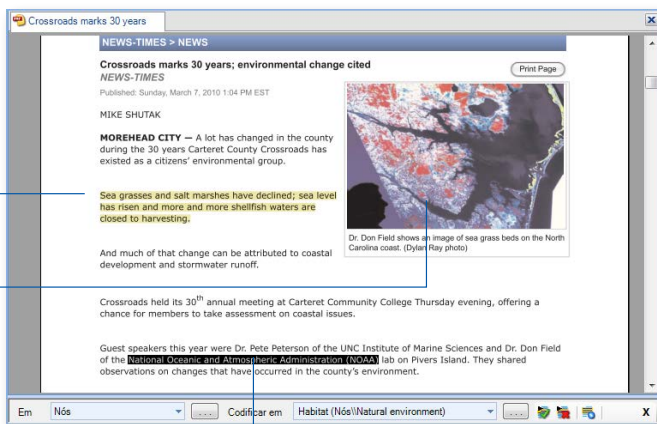 Crossroads marks 30 years
NEWS-TIMES > NEWS
Crossroads marks 30 years; environmental change cited
NEWS-TIMES
Print Page
Published: Sunday, March 7, 2010 1:04 PM EST
MIKE SHUTAK
MOREHEAD CITY — A lot has changed in the county
during the 30 years Carteret County Crossroads has
existed as a citizens' environmental group.
Sea grasses and salt marshes have declined; sea level
has risen and more and more shellfish waters are
closed to harvesting.
Dr. Don Field shows an image of sea grass beds on the North
Carolina coast. (Dylan Ray photo)
And much of that change can be attributed to coastal
development and stormwater runoff.
Crossroads held its 30th annual meeting at Carteret Community College Thursday evening, offering a
chance for members to take assessment on coastal issues.
Guest speakers this year were Dr. Pete Peterson of the UNC Institute of Marine Sciences and Dr. Don Field
of the National Oceanic and Atmospheric Administration (NOAA) lab on Pivers Island. They shared
observations on changes that have occurred in the county's environment.
Em Nós ... Codificar em Habitat (Nós\\Natural environment) ... X